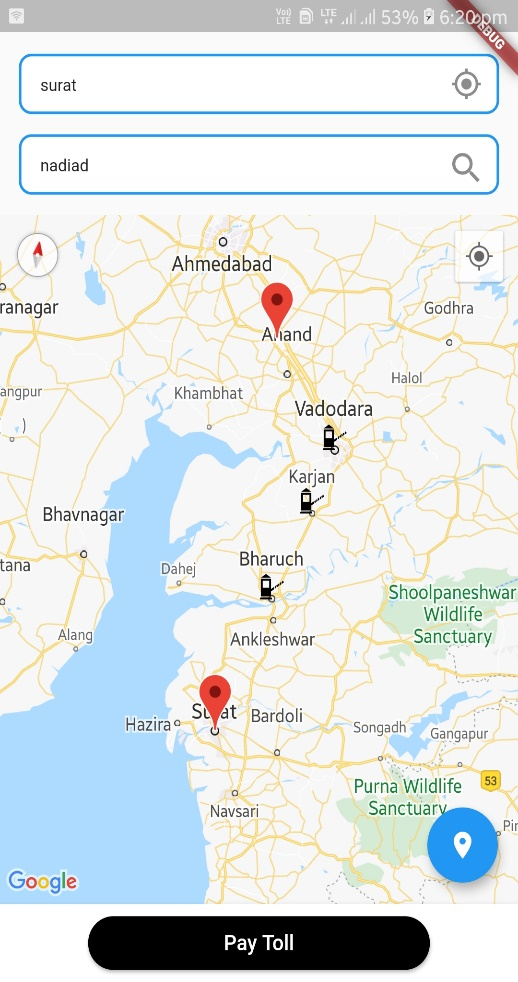 Vo) LTE LTE 53% 6:20 pm
DEBUG
surat
nadiad
Ahmedabad
ranagar
Anand
Godhra
angpur
Khambhat
Halol
Vadodara
)
Karjan
Bhavnagar
Bharuch
tana
Dahej
Shoolpaneshwar
Wildlife
Sanctuary
Alang
Ankleshwar
Surat
Hazira
Bardoli
Songadh
Gangapur
53
Purna Wildlife
Sanctuary
Navsari
Pir
Google
Pay Toll